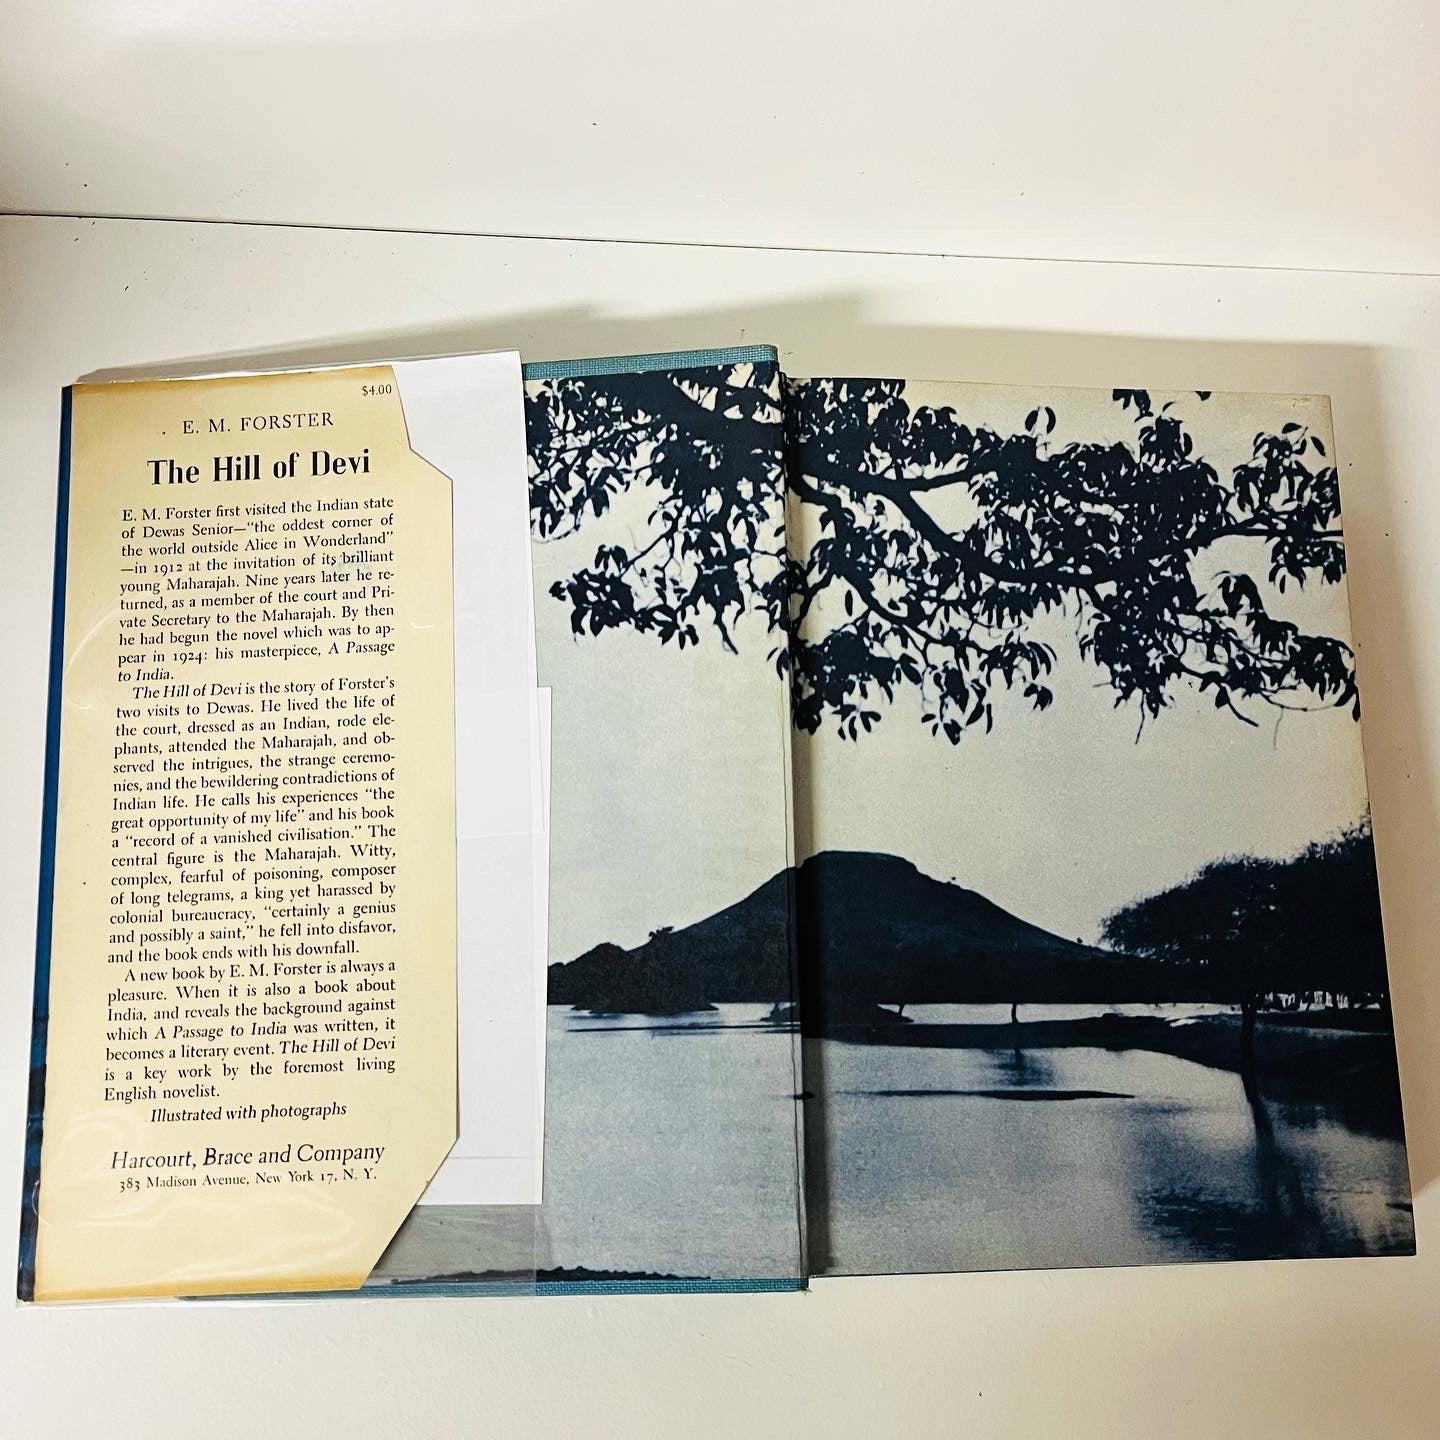 $4.00
E. M. FORSTER
The Hill of Devi
E. M. Forster first visited the Indian state
of Dewas Senior—“the oddest corner of
the world outside Alice in Wonderland”
—in 1912 at the invitation of its brilliant
young Maharajah. Nine years later he re-
turned, as a member of the court and Pri-
vate Secretary to the Maharajah. By then
he had begun the novel which was to ap-
pear in 1924: his masterpiece, A Passage
to India.
The Hill of Devi is the story of Forster’s
two visits to Dewas. He lived the life of
the court, dressed as an Indian, rode ele-
phants, attended the Maharajah, and ob-
served the intrigues, the strange ceremo-
nies, and the bewildering contradictions of
Indian life. He calls his experiences “the
great opportunity of my life” and his book
a “record of a vanished civilisation.” The
central figure is the Maharajah. Witty,
complex, fearful of poisoning, composer
of long telegrams, a king yet harassed by
colonial bureaucracy, “certainly a genius
and possibly a saint,” he fell into disfavor,
and the book ends with his downfall.
A new book by E. M. Forster is always a
pleasure. When it is also a book about
India, and reveals the background against
which A Passage to India was written, it
becomes a literary event. The Hill of Devi
is a key work by the foremost living
English novelist.
Illustrated with photographs
Harcourt, Brace and Company
383 Madison Avenue, New York 17, N. Y.